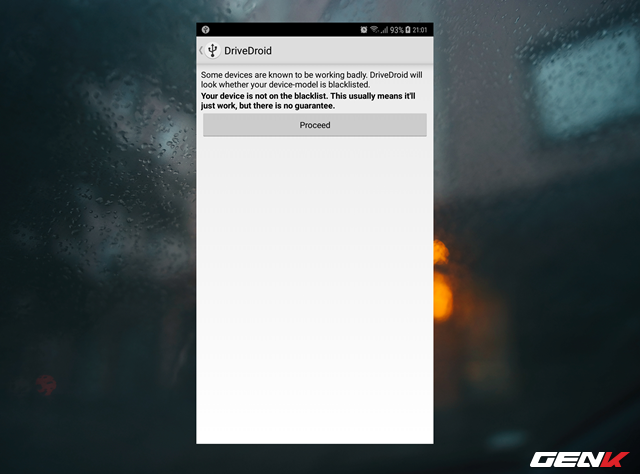 93% 21:01
DriveDroid
Some devices are known to be working badly. DriveDroid will
look whether your device-model is blacklisted.
Your device is not on the blacklist. This usually means it'll
just work, but there is no guarantee.
Proceed
GENK